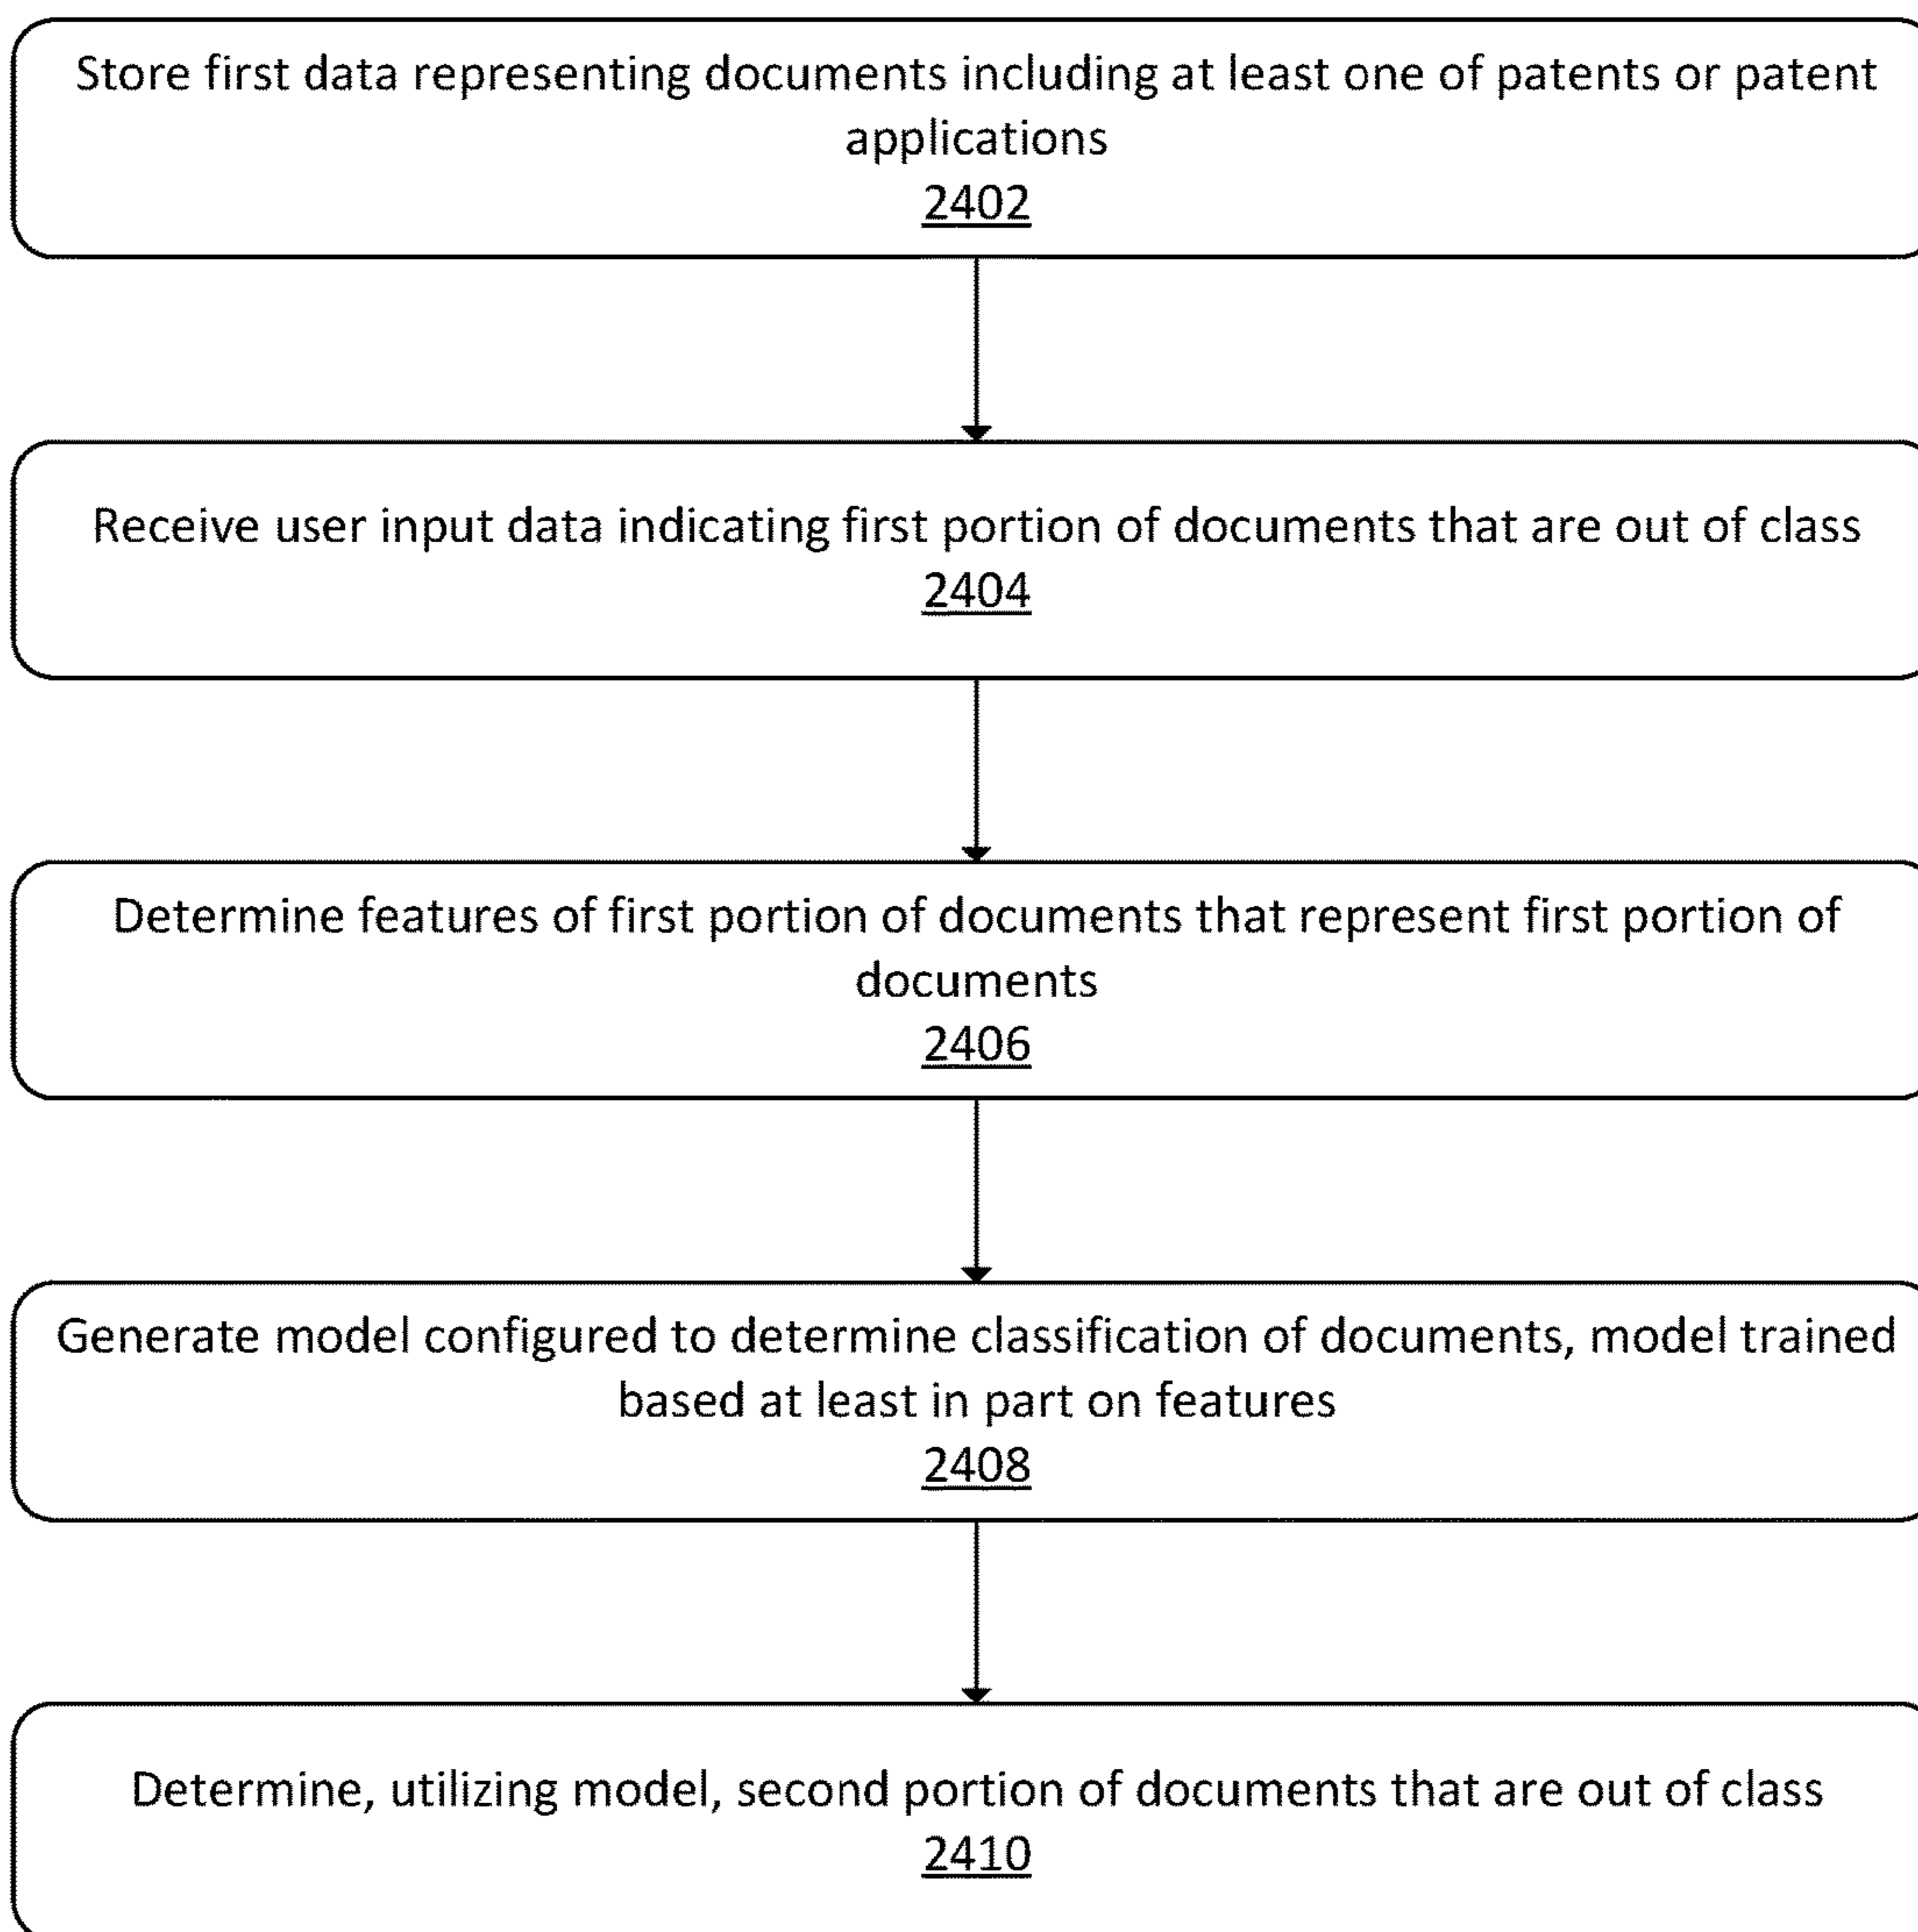 Store first data representing documents including at least one of patents or patent
applications
2402
Receive user input data indicating first portion of documents that are out of class
2404
Determine features of first portion of documents that represent first portion of
documents
2406
Generate model configured to determine classification of documents, model trained
based at least in part on features
2408
Determine, utilizing model, second portion of documents that are out of class
2410